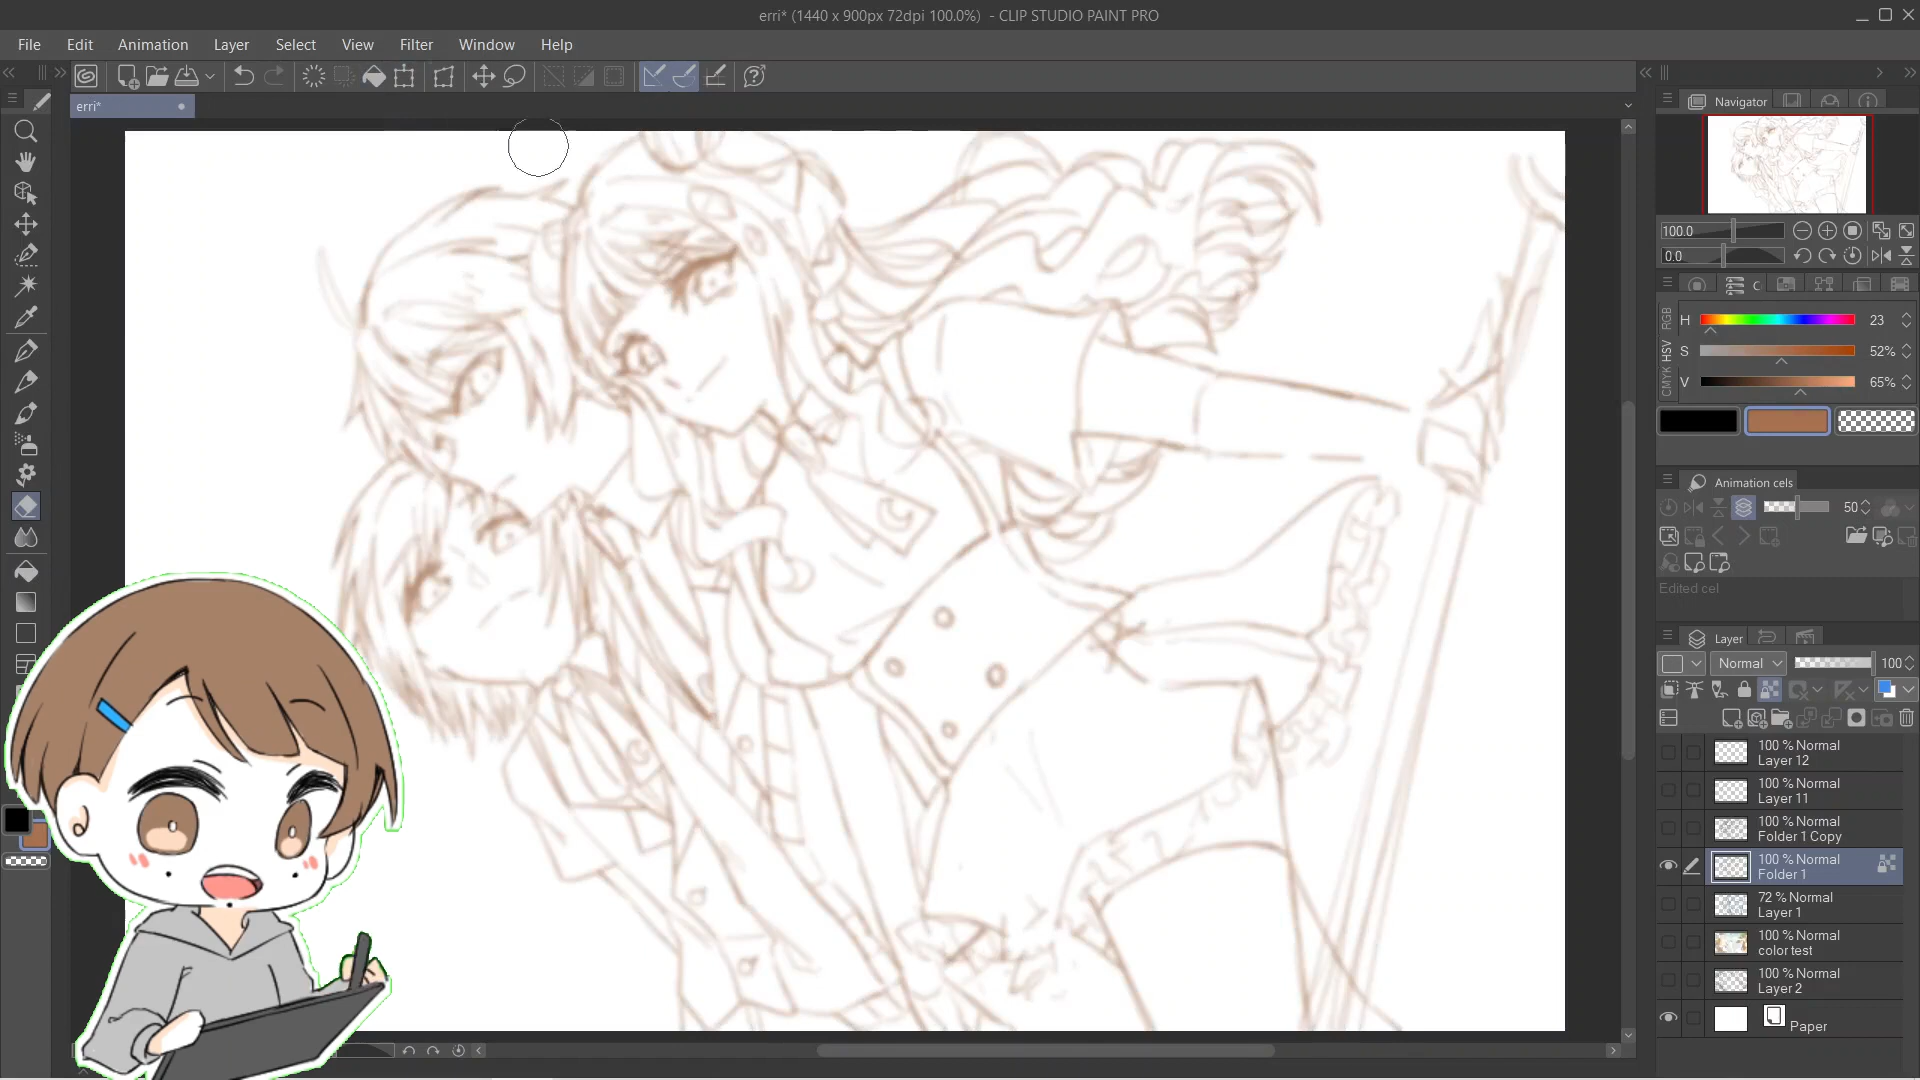 erri* (1440 x 900px 72dpi 100.0%) - CLIP STUDIO PAINT PRO
File Edit Animation Layer Select View Filter Window Help
erri*
Navigator
100.0
0.0
C
RGB
HSV
CMYK
H 23
S 52%
V 65%
Animation cels
50
Edited cel
Layer
Normal 100
100 % Normal
Layer 12
100 % Normal
Layer 11
100 % Normal
Folder 1 Copy
100 % Normal
Folder 1
72 % Normal
Layer 1
100 % Normal
color test
100 % Normal
Layer 2
Paper